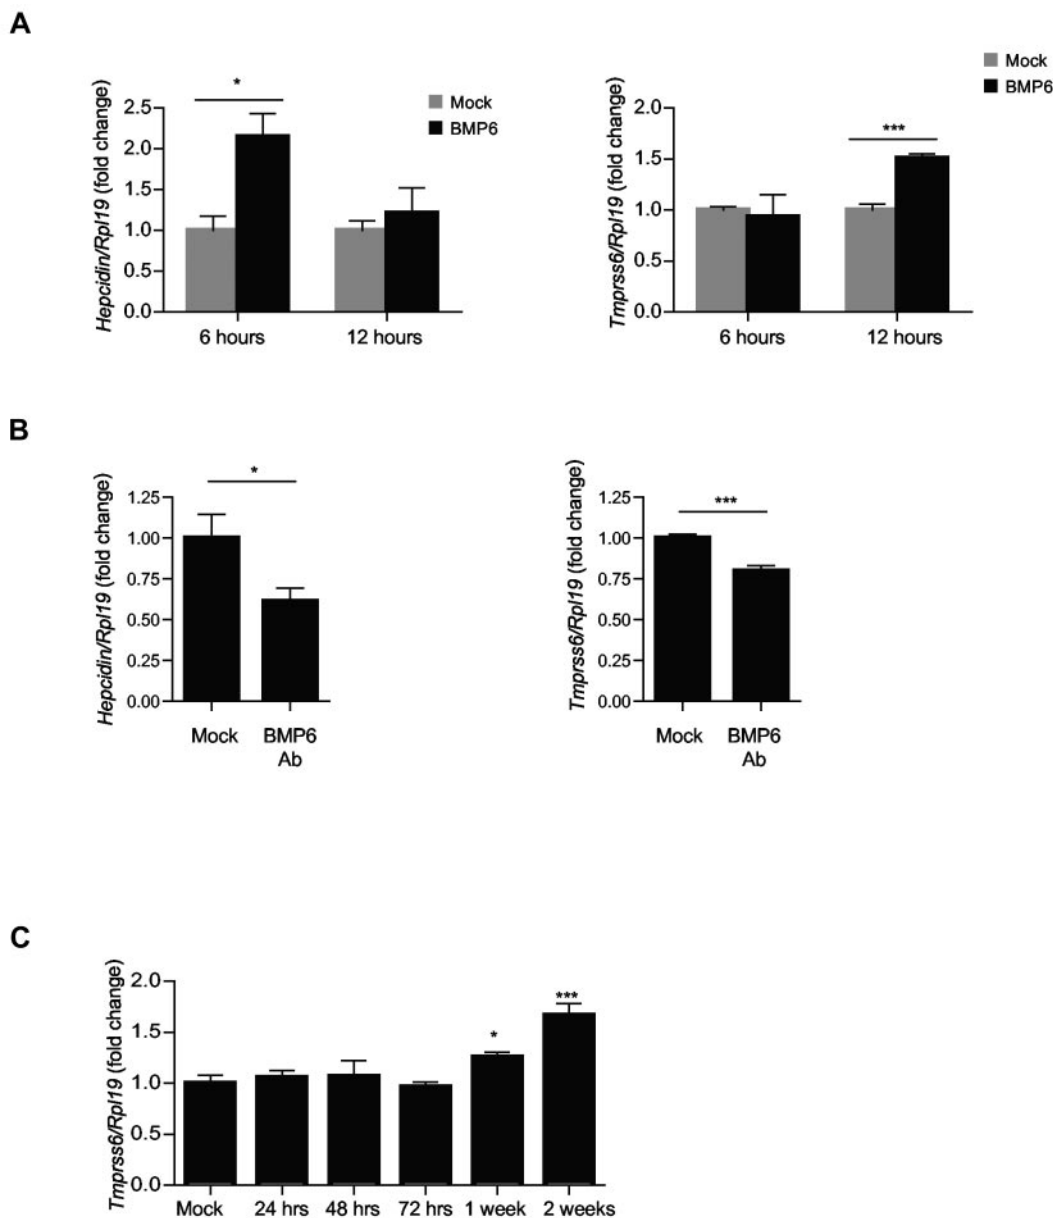 A
Hepcidin/Rpl19 (fold change)
2.5
2.0
1.5
1.0
0.5
0.0
*
Mock
BMP6
6 hours
12 hours
Tmprss6/Rpl19 (fold change)
2.0
1.5
1.0
0.5
0.0
***
Mock
BMP6
6 hours
12 hours
B
Hepcidin/Rpl19 (fold change)
1.25
1.00
0.75
0.50
0.25
0.00
*
Mock
BMP6
Ab
Tmprss6/Rpl19 (fold change)
1.25
1.00
0.75
0.50
0.25
0.00
***
Mock
BMP6
Ab
C
Tmprss6/Rpl19 (fold change)
2.0
1.5
1.0
0.5
0.0
*
***
Mock
24 hrs
48 hrs
72 hrs
1 week
2 weeks